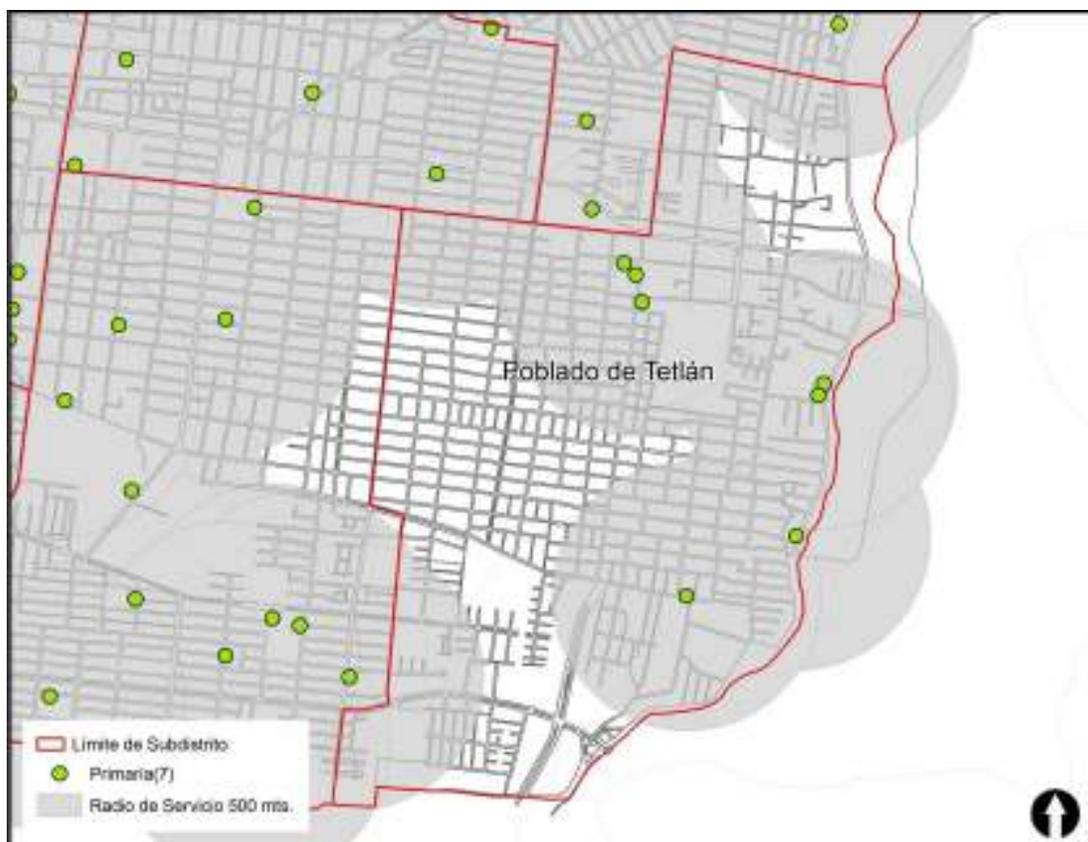 Poblado de Tetlán
Límite de Subdistrito
Primaria(7)
Radio de Servicio 500 mts.